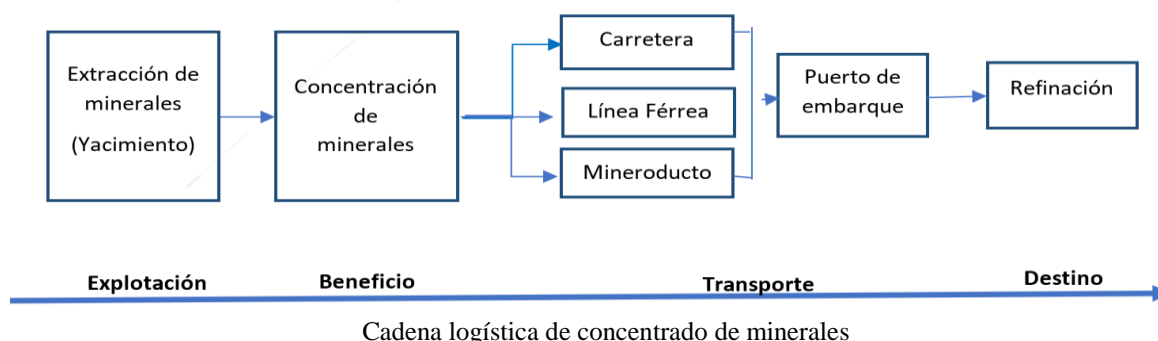 Extracción de
minerales
(Yacimiento)
Concentración
de
minerales
Carretera
Línea Férrea
Mineroducto
Puerto de
embarque
Refinación
Explotación
Beneficio
Transporte
Destino
Cadena logística de concentrado de minerales